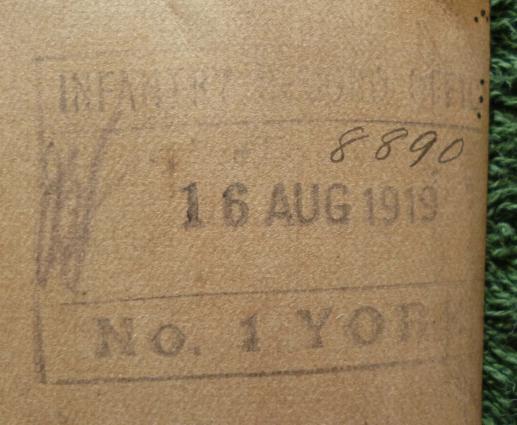 INFANTRY RECORD OFFIC
8890
16 AUG 1919
No. 1 YOR